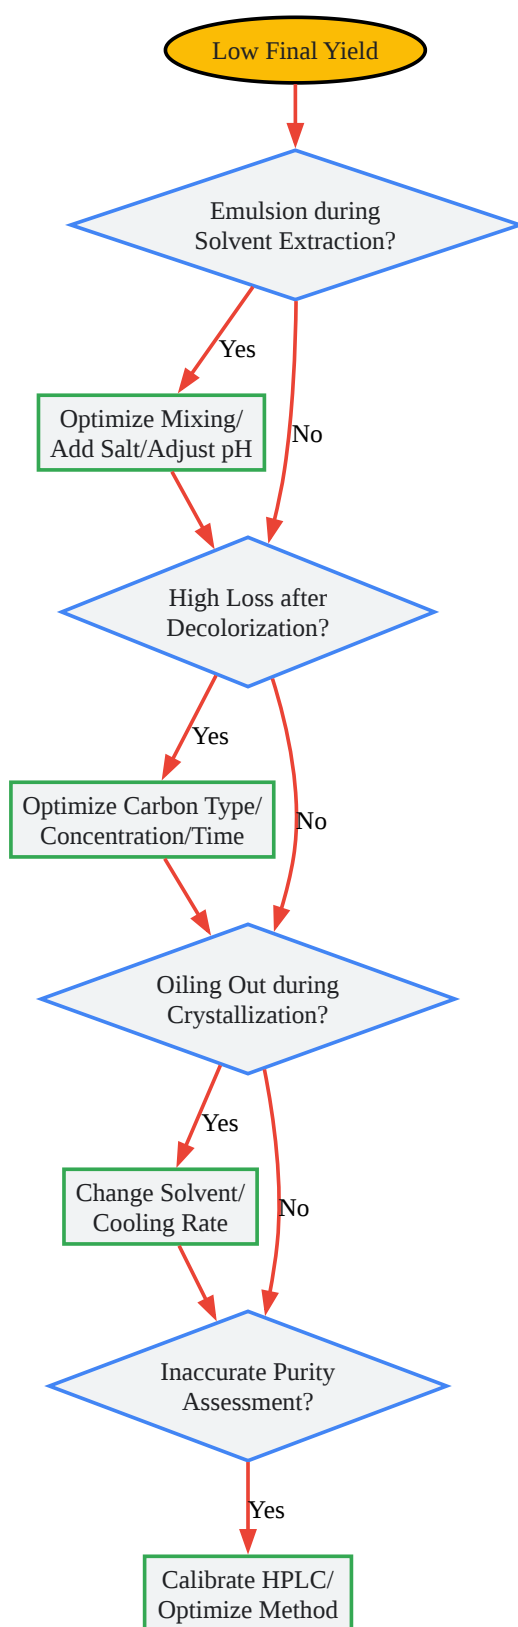 Low Final Yield
Emulsion during
Solvent Extraction?
Yes
No
Optimize Mixing/
Add Salt/Adjust pH
High Loss after
Decolorization?
Yes
No
Optimize Carbon Type/
Concentration/Time
Oiling Out during
Crystallization?
Yes
No
Change Solvent/
Cooling Rate
Inaccurate Purity
Assessment?
Yes
Calibrate HPLC/
Optimize Method